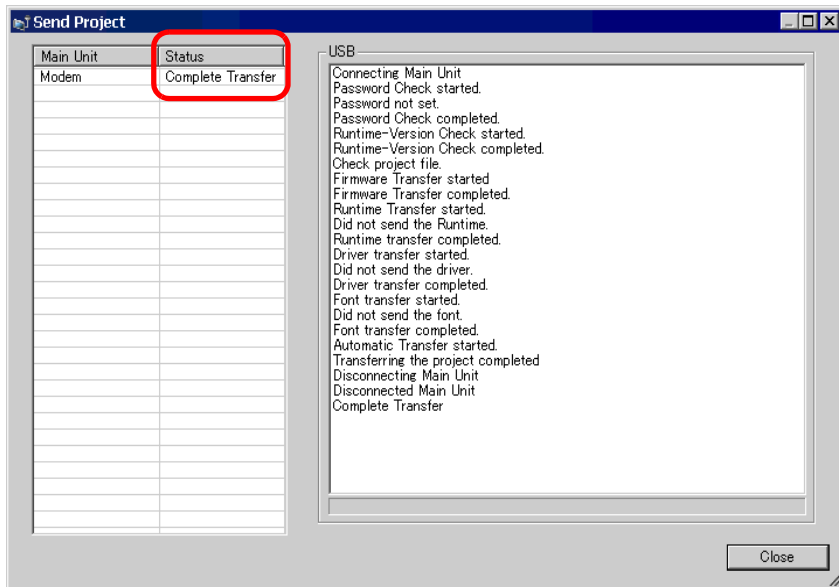 Send Project
Main Unit Status
Modem Complete Transfer
USB
Connecting Main Unit
Password Check started.
Password not set.
Password Check completed.
Runtime-Version Check started.
Runtime-Version Check completed.
Check project file.
Firmware Transfer started
Firmware Transfer completed.
Runtime Transfer started.
Did not send the Runtime.
Runtime transfer completed.
Driver transfer started.
Did not send the driver.
Driver transfer completed.
Font transfer started.
Did not send the font.
Font transfer completed.
Automatic Transfer started.
Transferring the project completed
Disconnecting Main Unit
Disconnected Main Unit
Complete Transfer
Close